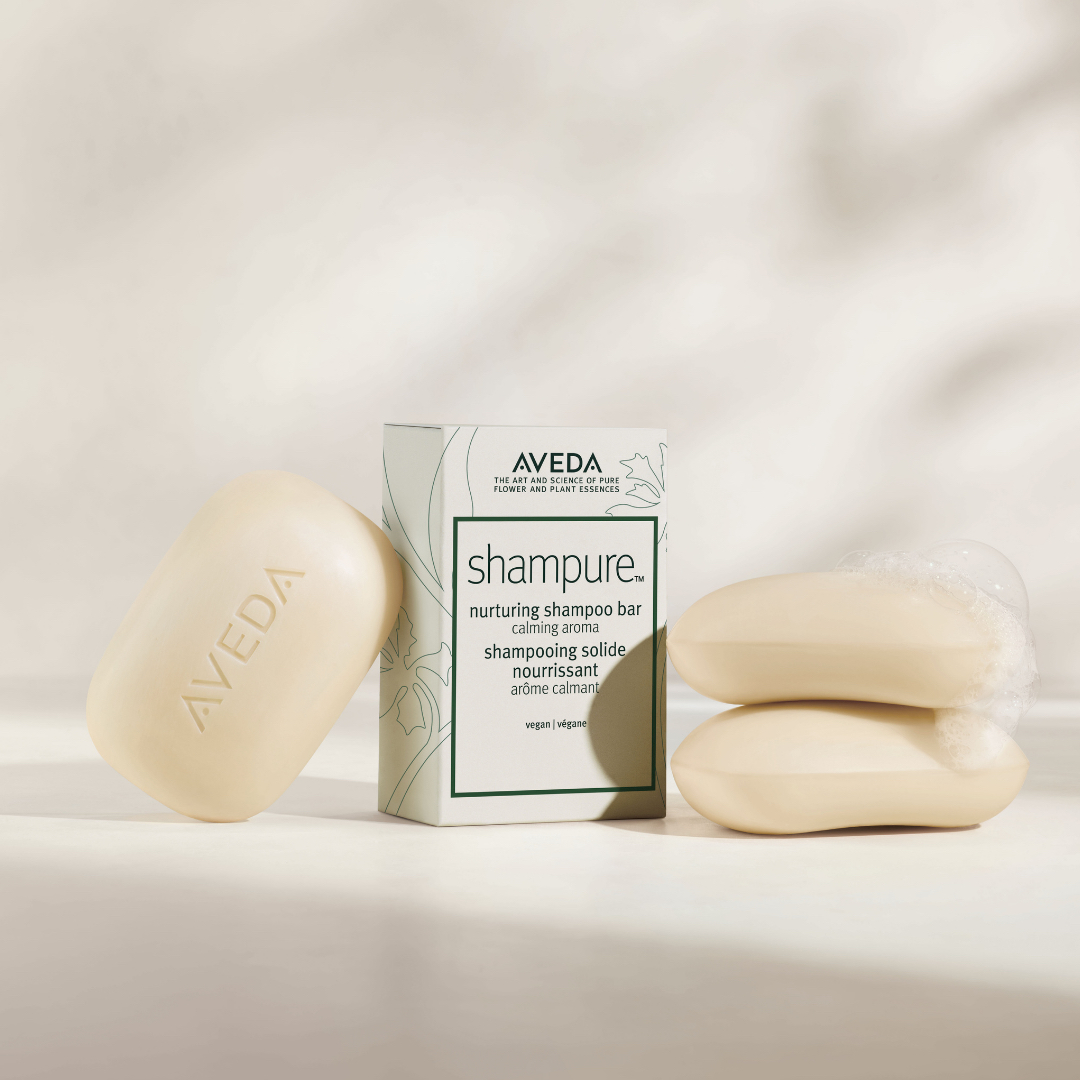 AVEDA
AVEDA
THE ART AND SCIENCE OF PURE
FLOWER AND PLANT ESSENCES
shampure™
nurturing shampoo bar
calming aroma
shampooing solide
nourrissant
arôme calmant
vegan | végane